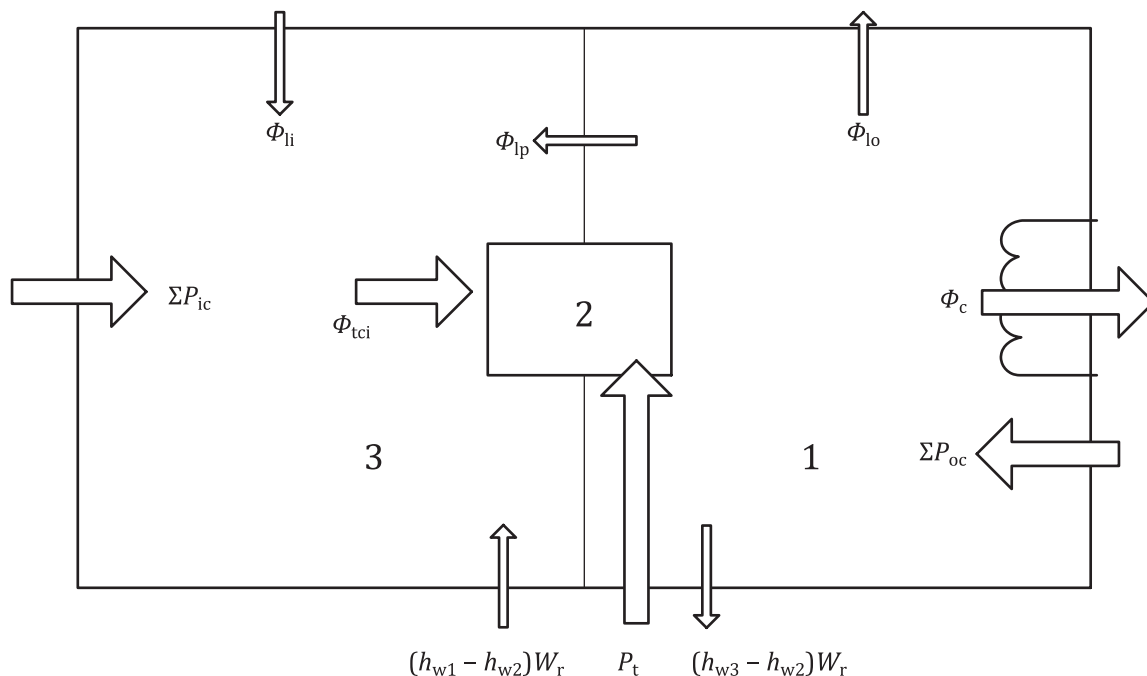 Φli
Φlp
Φlo
ΣPic
Φtci
2
Φc
3
1
ΣPoc
(hw1 – hw2)Wr
Pt
(hw3 – hw2)Wr